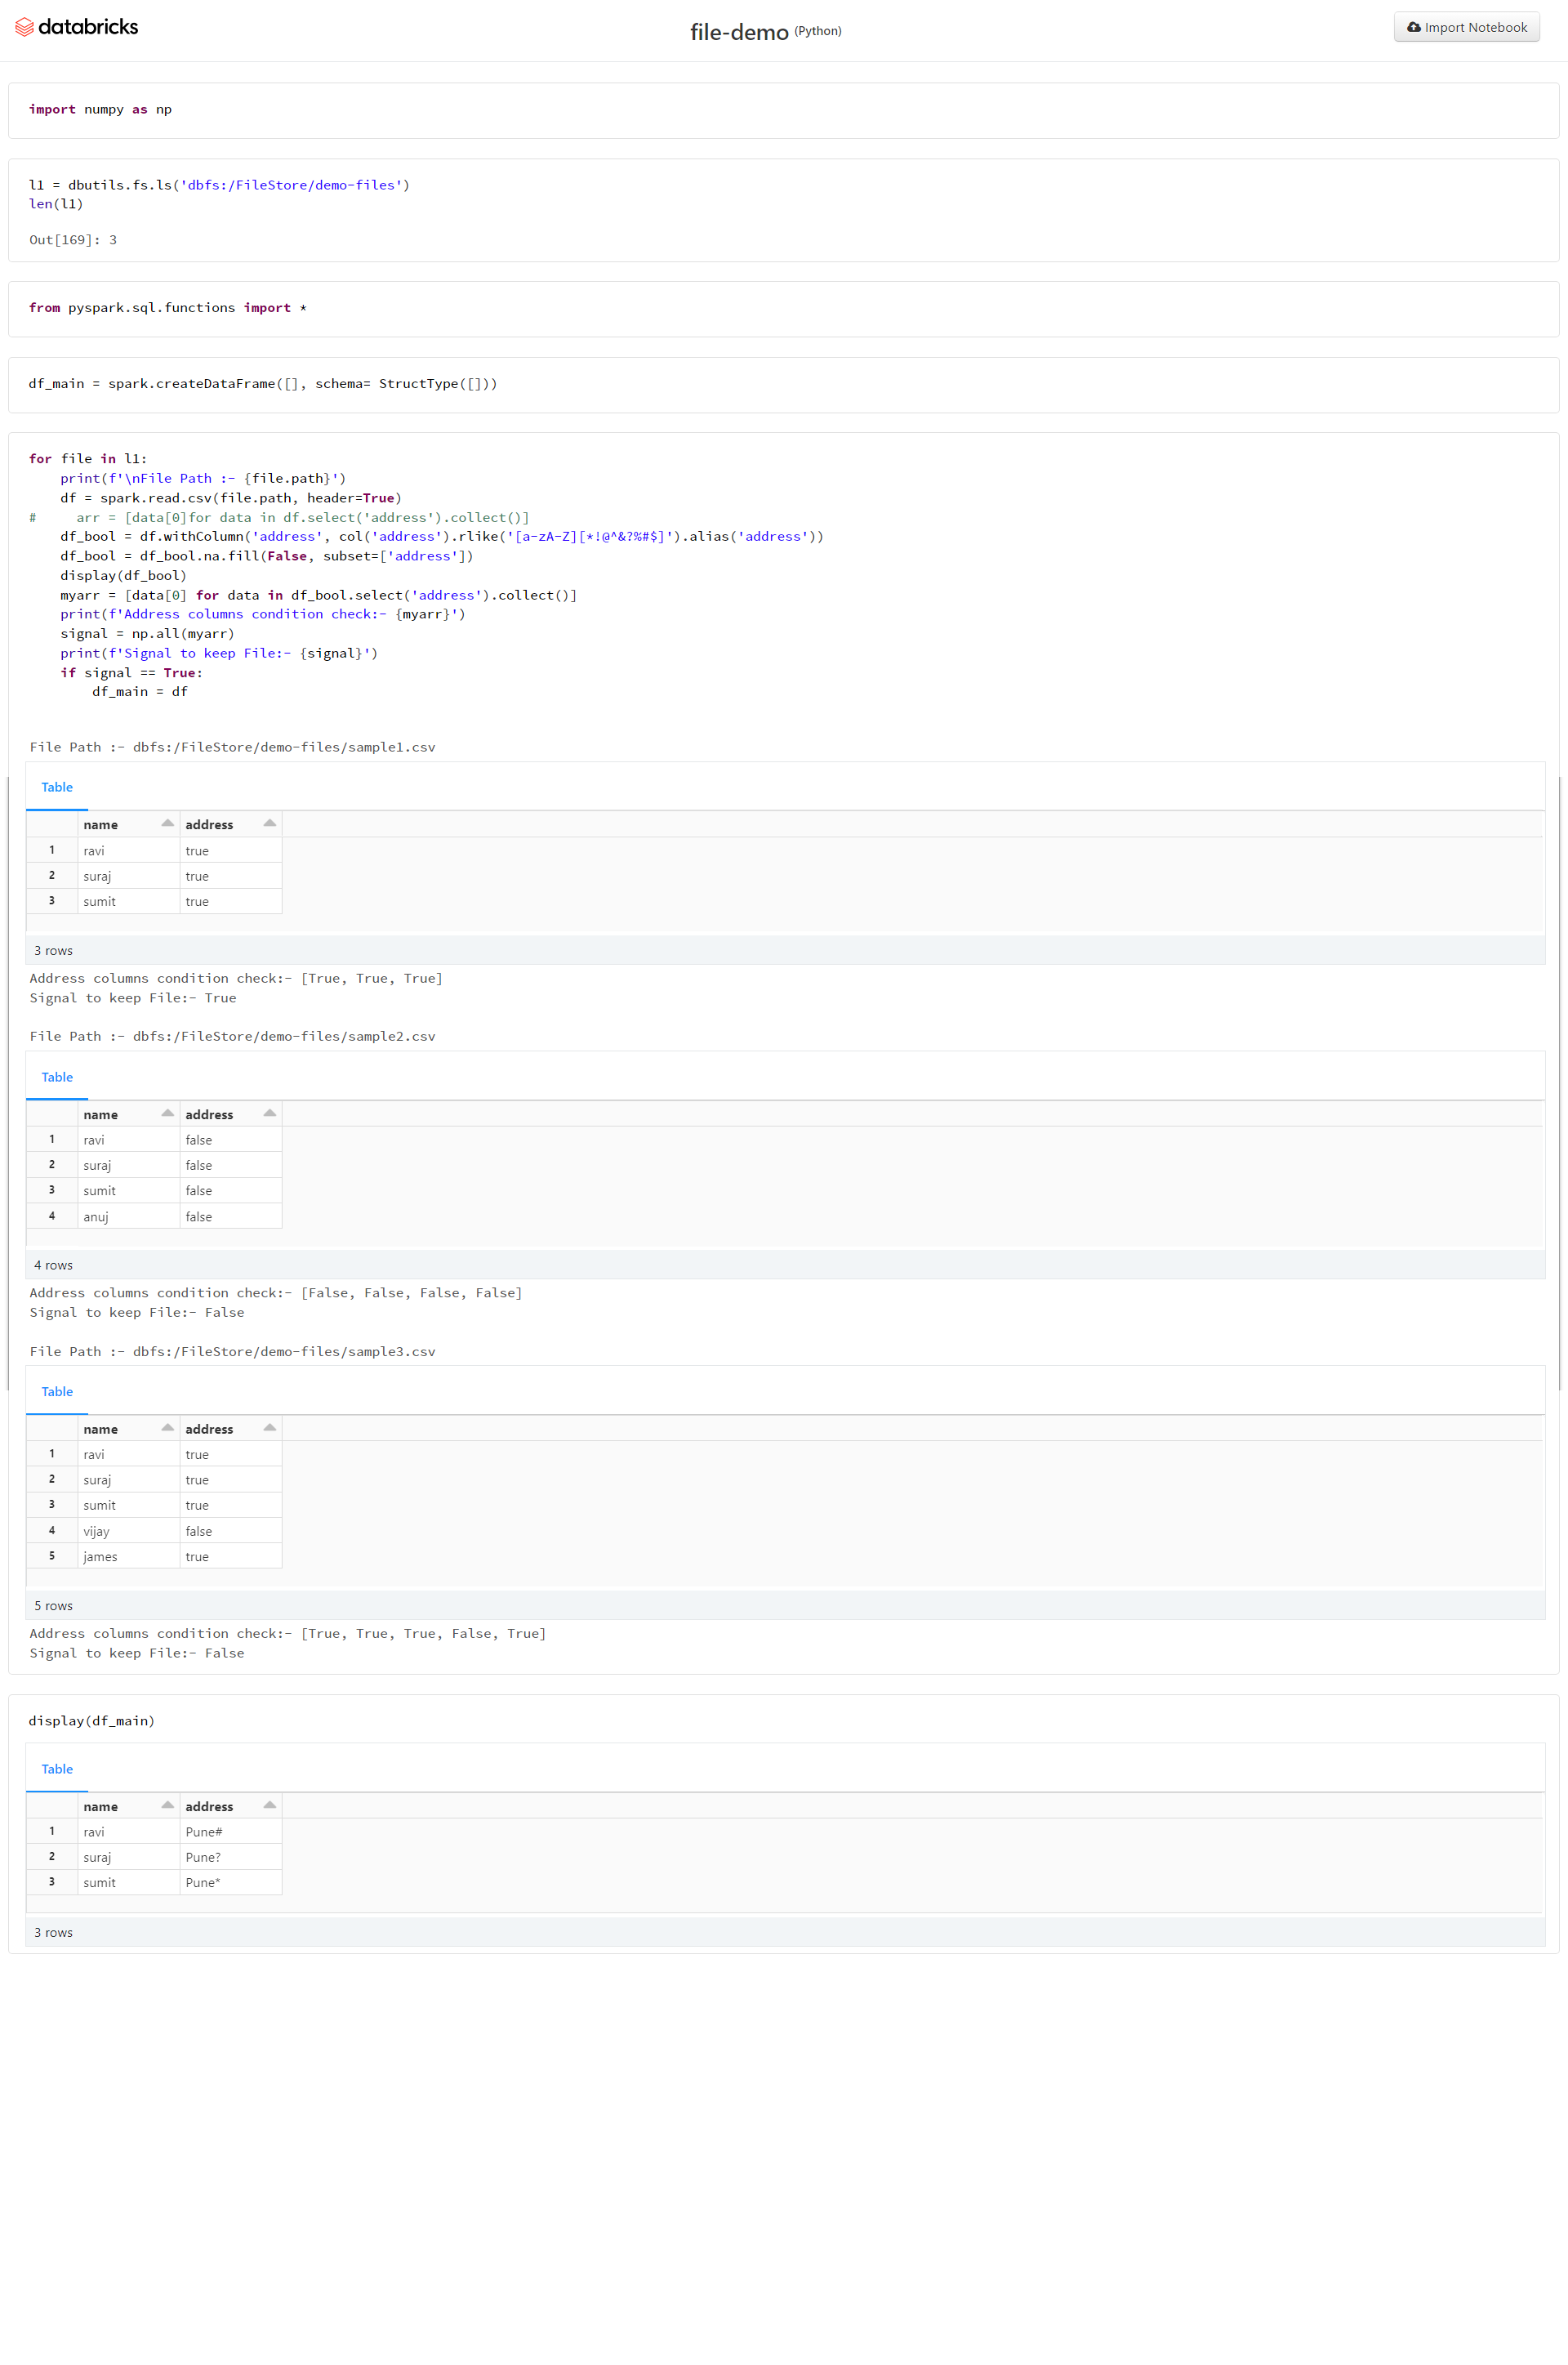 databricks
file-demo (Python)
Import Notebook
import numpy as np
l1 = dbutils.fs.ls('dbfs:/FileStore/demo-files')
len(l1)
Out[169]: 3
from pyspark.sql.functions import *
df_main = spark.createDataFrame([], schema= StructType([]))
for file in l1:
    print(f'\nFile Path :- {file.path}')
    df = spark.read.csv(file.path, header=True)
#     arr = [data[0]for data in df.select('address').collect()]
    df_bool = df.withColumn('address', col('address').rlike('[a-zA-Z][*!@^&?%#$]').alias('address'))
    df_bool = df_bool.na.fill(False, subset=['address'])
    display(df_bool)
    myarr = [data[0] for data in df_bool.select('address').collect()]
    print(f'Address columns condition check:- {myarr}')
    signal = np.all(myarr)
    print(f'Signal to keep File:- {signal}')
    if signal == True:
        df_main = df
File Path :- dbfs:/FileStore/demo-files/sample1.csv
Table
name address
1 ravi true
2 suraj true
3 sumit true
3 rows
Address columns condition check:- [True, True, True]
Signal to keep File:- True
File Path :- dbfs:/FileStore/demo-files/sample2.csv
Table
name address
1 ravi false
2 suraj false
3 sumit false
4 anuj false
4 rows
Address columns condition check:- [False, False, False, False]
Signal to keep File:- False
File Path :- dbfs:/FileStore/demo-files/sample3.csv
Table
name address
1 ravi true
2 suraj true
3 sumit true
4 vijay false
5 james true
5 rows
Address columns condition check:- [True, True, True, False, True]
Signal to keep File:- False
display(df_main)
Table
name address
1 ravi Pune#
2 suraj Pune?
3 sumit Pune*
3 rows